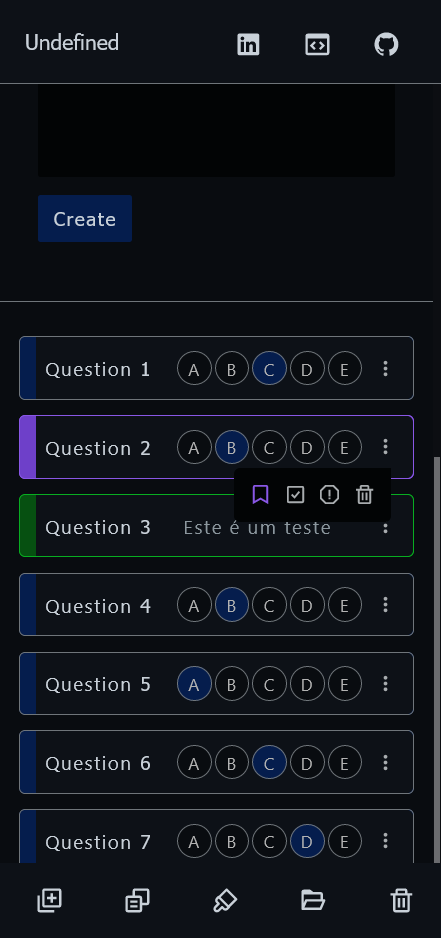 Undefined
Create
Question 1 A B C D E
Question 2 A B C D E
Question 3 Este é um teste
Question 4 A B C D E
Question 5 A B C D E
Question 6 A B C D E
Question 7 A B C D E